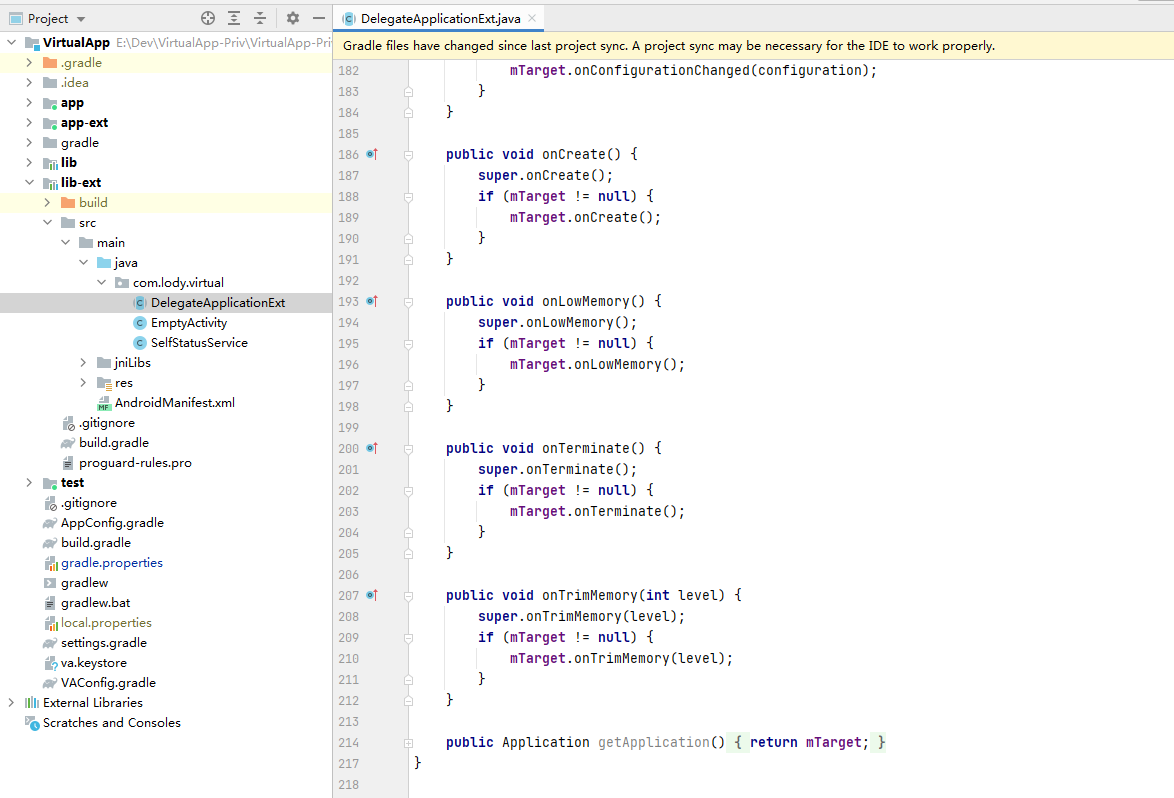 Project
VirtualApp E:\Dev\VirtualApp-Priv\VirtualApp-Pri
.gradle
.idea
app
app-ext
gradle
lib
lib-ext
build
src
main
java
com.lody.virtual
DelegateApplicationExt
EmptyActivity
SelfStatusService
jniLibs
res
AndroidManifest.xml
.gitignore
build.gradle
proguard-rules.pro
test
.gitignore
AppConfig.gradle
build.gradle
gradle.properties
gradlew
gradlew.bat
local.properties
settings.gradle
va.keystore
VAConfig.gradle
External Libraries
Scratches and Consoles
DelegateApplicationExt.java
Gradle files have changed since last project sync. A project sync may be necessary for the IDE to work properly.
182 mTarget.onConfigurationChanged(configuration);
183 }
184 }
185
186 public void onCreate() {
187 super.onCreate();
188 if (mTarget != null) {
189 mTarget.onCreate();
190 }
191 }
192
193 public void onLowMemory() {
194 super.onLowMemory();
195 if (mTarget != null) {
196 mTarget.onLowMemory();
197 }
198 }
199
200 public void onTerminate() {
201 super.onTerminate();
202 if (mTarget != null) {
203 mTarget.onTerminate();
204 }
205 }
206
207 public void onTrimMemory(int level) {
208 super.onTrimMemory(level);
209 if (mTarget != null) {
210 mTarget.onTrimMemory(level);
211 }
212 }
213
214 public Application getApplication() { return mTarget; }
217 }
218